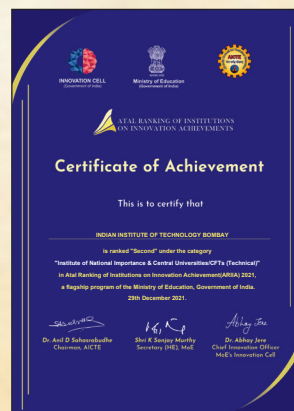 INNOVATION CELL
(Government of India)
Ministry of Education
(Government of India)
AICTE
ATAL RANKING OF INSTITUTIONS
ON INNOVATION ACHIEVEMENTS
Certificate of Achievement
This is to certify that
INDIAN INSTITUTE OF TECHNOLOGY BOMBAY
is ranked "Second" under the category
"Institute of National Importance & Central Universities/CFTs (Technical)"
in Atal Ranking of Institutions on Innovation Achievement(ARIIA) 2021,
a flagship program of the Ministry of Education, Government of India.
29th December 2021.
Dr. Anil D Sahasrabudhe
Chairman, AICTE
Shri K Sanjay Murthy
Secretary (HE), MoE
Abhay Jere
Dr. Abhay Jere
Chief Innovation Officer
MoE's Innovation Cell